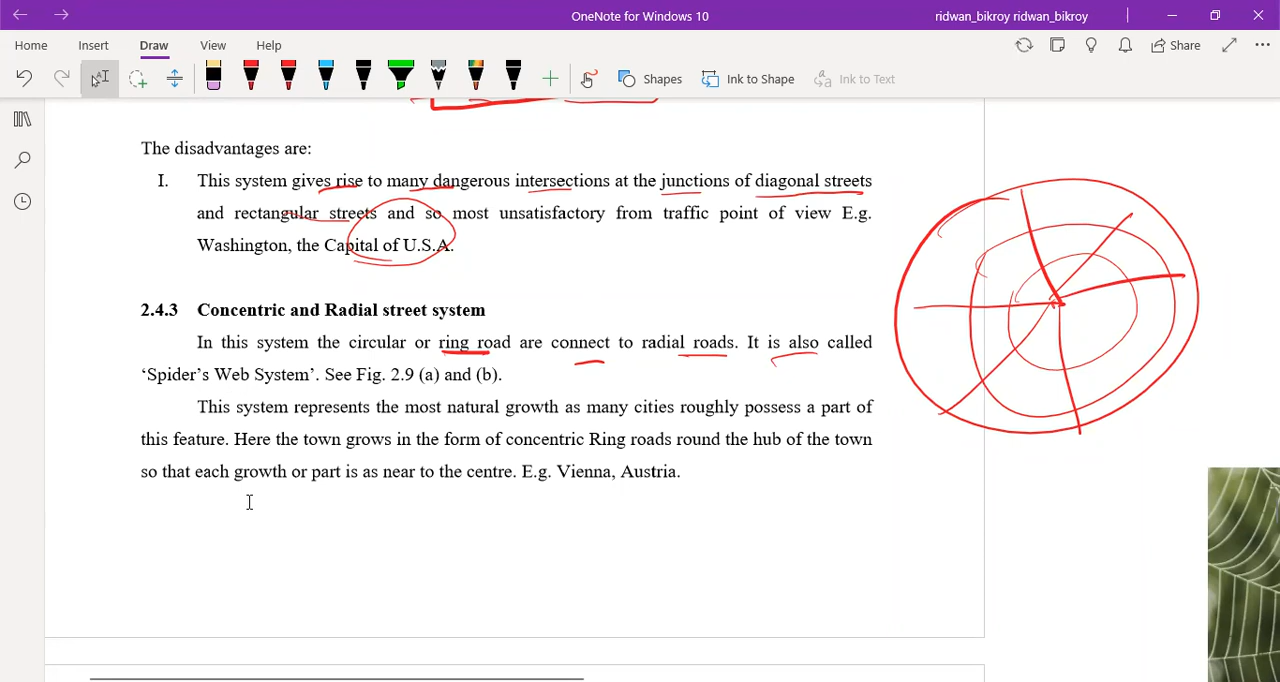 OneNote for Windows 10
ridwan_bikroy ridwan_bikroy
Home Insert Draw View Help
Share
Shapes
Ink to Shape
Ink to Text
The disadvantages are:
I. This system gives rise to many dangerous intersections at the junctions of diagonal streets
and rectangular streets and so most unsatisfactory from traffic point of view E.g.
Washington, the Capital of U.S.A.
2.4.3 Concentric and Radial street system
In this system the circular or ring road are connect to radial roads. It is also called
‘Spider’s Web System’. See Fig. 2.9 (a) and (b).
This system represents the most natural growth as many cities roughly possess a part of
this feature. Here the town grows in the form of concentric Ring roads round the hub of the town
so that each growth or part is as near to the centre. E.g. Vienna, Austria.